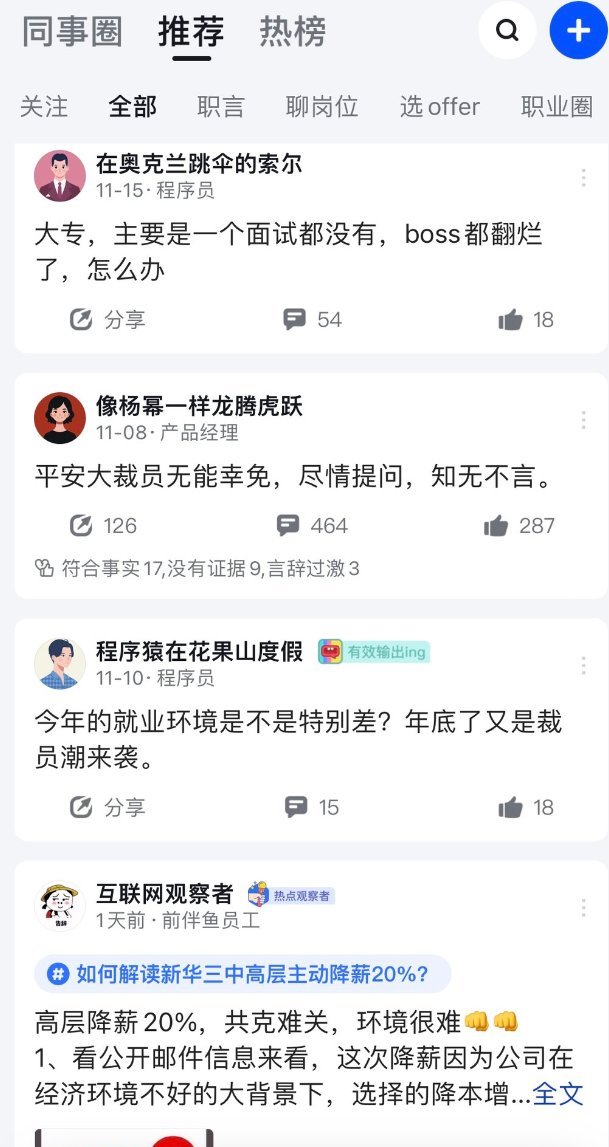 同事圈 推荐 热榜
关注 全部 职言 聊岗位 选offer 职业圈
在奥克兰跳伞的索尔
11-15·程序员
大专，主要是一个面试都没有，boss都翻烂
了，怎么办
分享 54 18
像杨幂一样龙腾虎跃
11-08·产品经理
平安大裁员无能幸免，尽情提问，知无不言。
126 464 287
符合事实17,没有证据9,言辞过激3
程序猿在花果山度假 有效输出ing
11-10·程序员
今年的就业环境是不是特别差？年底了又是裁
员潮来袭。
分享 15 18
互联网观察者 热点观察者
1天前·前伴鱼员工
# 如何解读新华三中高层主动降薪20%?
高层降薪20%，共克难关，环境很难👊👊
1、看公开邮件信息来看，这次降薪因为公司在
经济环境不好的大背景下，选择的降本增...全文